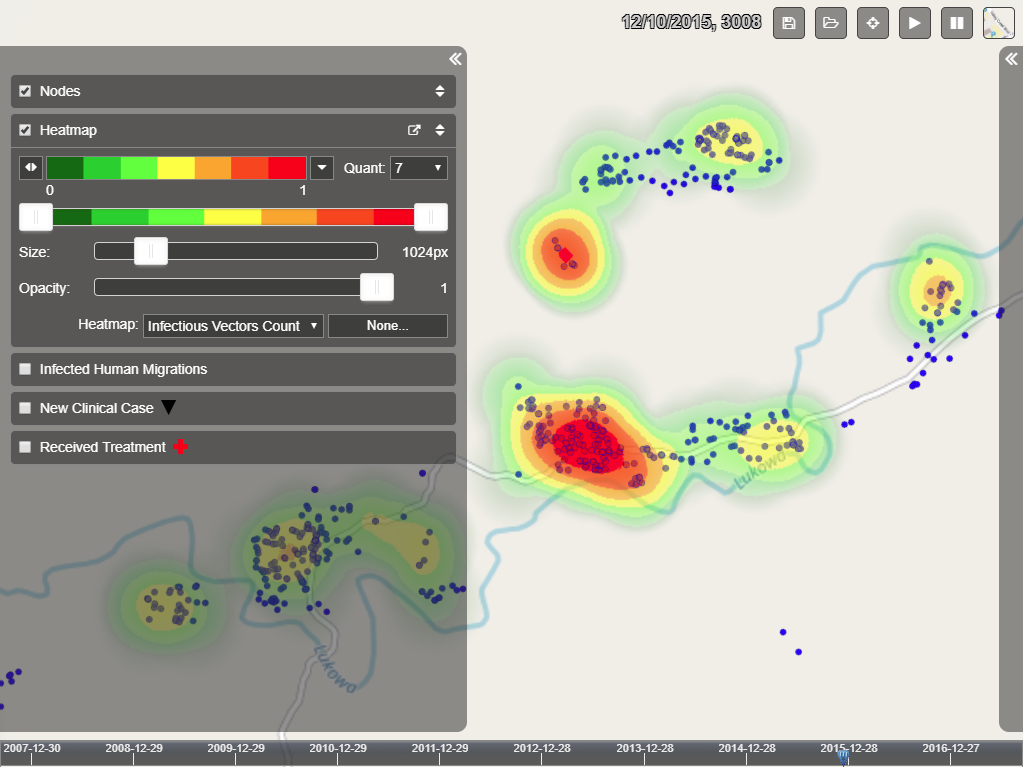 12/10/2015, 3008
Nodes
Heatmap
Quant: 7
0 1
Size: 1024px
Opacity: 1
Heatmap: Infectious Vectors Count None...
Infected Human Migrations
New Clinical Case
Received Treatment
Łukowa
Łukowa
2007-12-30 2008-12-29 2009-12-29 2010-12-29 2011-12-29 2012-12-28 2013-12-28 2014-12-28 2015-12-28 2016-12-27